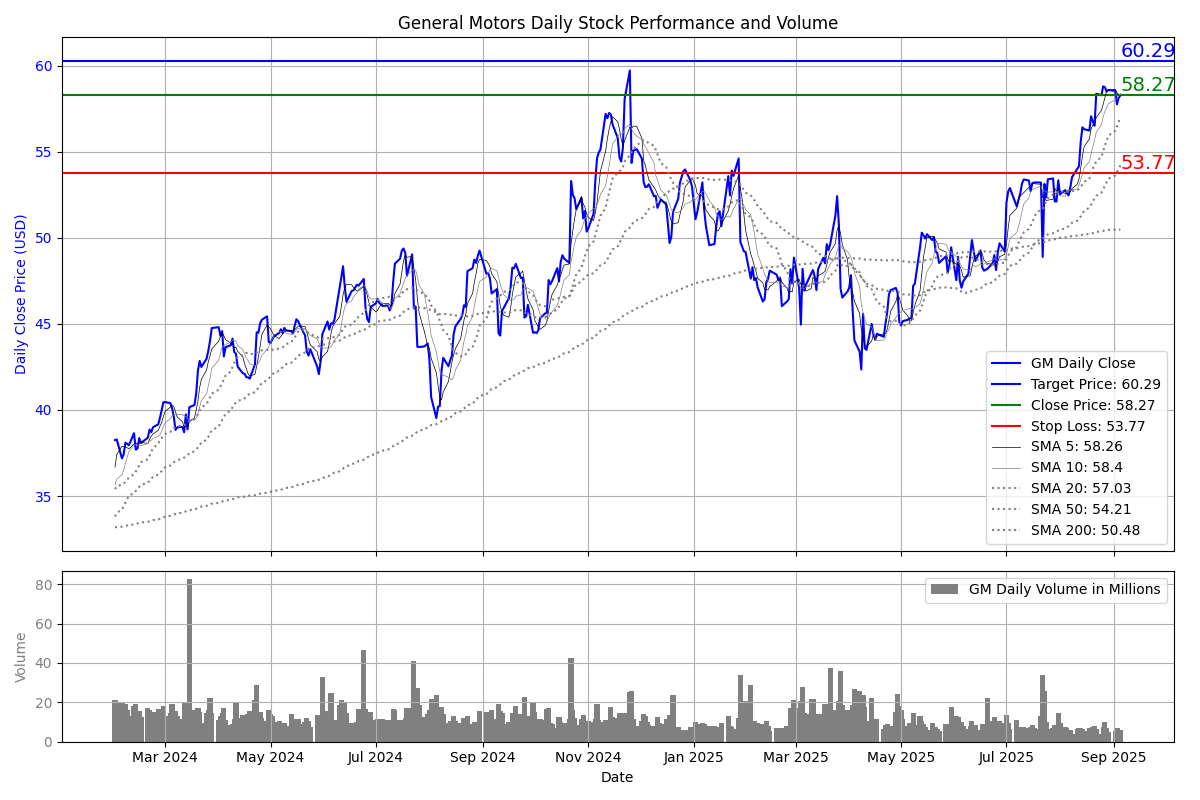 General Motors Daily Stock Performance and Volume
60.29
58.27
53.77
Daily Close Price (USD)
60
55
50
45
40
35
GM Daily Close
Target Price: 60.29
Close Price: 58.27
Stop Loss: 53.77
SMA 5: 58.26
SMA 10: 58.4
SMA 20: 57.03
SMA 50: 54.21
SMA 200: 50.48
Volume
80
60
40
20
0
GM Daily Volume in Millions
Mar 2024
May 2024
Jul 2024
Sep 2024
Nov 2024
Jan 2025
Mar 2025
May 2025
Jul 2025
Sep 2025
Date